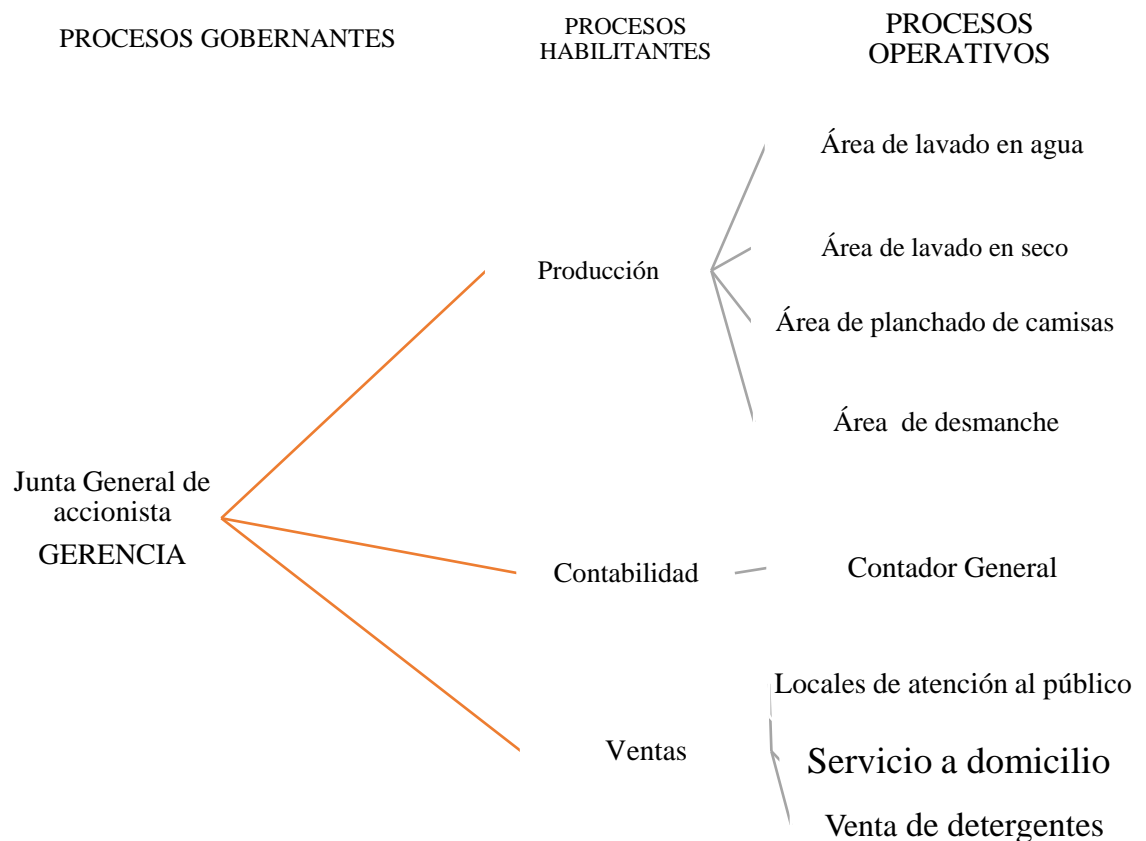 PROCESOS GOBERNANTES
PROCESOS
HABILITANTES
PROCESOS
OPERATIVOS
Área de lavado en agua
Área de lavado en seco
Producción
Área de planchado de camisas
Área  de desmanche
Junta General de
accionista
GERENCIA
Contabilidad
Contador General
Locales de atención al público
Ventas
Servicio a domicilio
Venta de detergentes